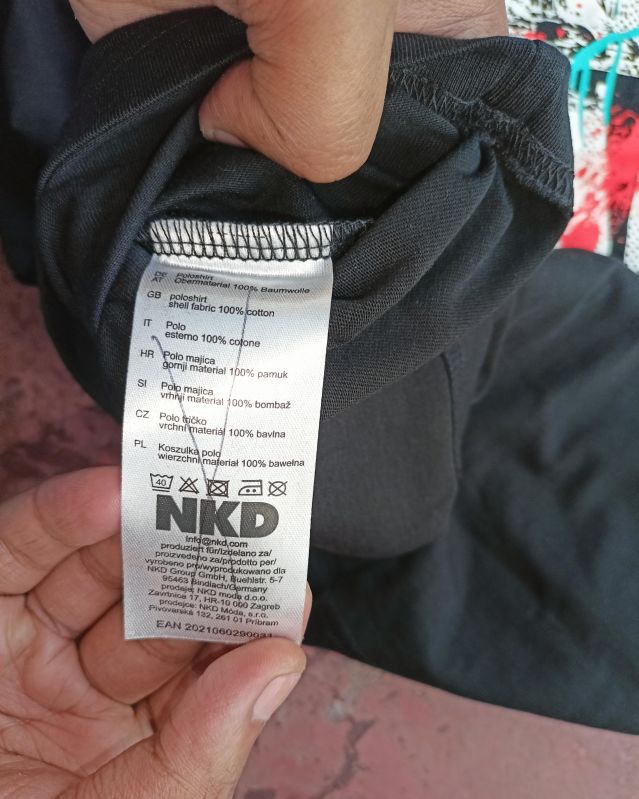 DE Poloshirt
AT Obermaterial 100% Baumwolle
GB poloshirt
shell fabric 100% cotton
IT Polo
esterno 100% cotone
HR Polo majica
gornji material 100% pamuk
SI Polo majica
vrhnji material 100% bombaž
CZ Polo tričko
vrchní materiál 100% bavlna
PL Koszulka polo
wierzchni materiał 100% bawełna
40
NKD
info@nkd.com
produziert für/izdelano za/
proizvedeno za/prodotto per/
vyrobeno pro/wyprodukowano dla
NKD Group GmbH, Buehlstr. 5-7
95463 Bindlach/Germany
prodaje: NKD moda d.o.o.
Zavrtnica 17, HR-10 000 Zagreb
prodejce: NKD Móda, s.r.o.
Pivovarská 132, 261 01 Příbram
EAN